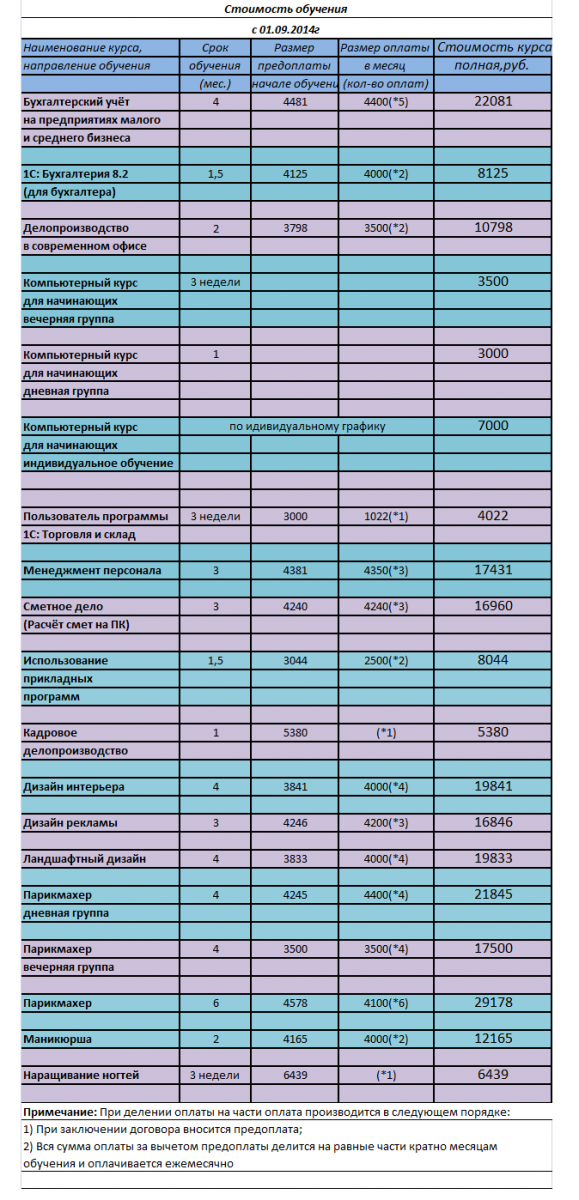 Стоимость обучения
с 01.09.2014г
Наименование курса, Срок Размер Размер оплаты Стоимость курса
направление обучения обучения предоплаты в месяц полная,руб.
(мес.) начале обучени (кол-во оплат)
Бухгалтерский учёт 4 4481 4400(*5) 22081
на предприятиях малого
и среднего бизнеса
1С: Бухгалтерия 8.2 1,5 4125 4000(*2) 8125
(для бухгалтера)
Делопроизводство 2 3798 3500(*2) 10798
в современном офисе
Компьютерный курс 3 недели 3500
для начинающих
вечерняя группа
Компьютерный курс 1 3000
для начинающих
дневная группа
Компьютерный курс по идивидуальному графику 7000
для начинающих
индивидуальное обучение
Пользователь программы 3 недели 3000 1022(*1) 4022
1С: Торговля и склад
Менеджмент персонала 3 4381 4350(*3) 17431
Сметное дело 3 4240 4240(*3) 16960
(Расчёт смет на ПК)
Использование 1,5 3044 2500(*2) 8044
прикладных
программ
Кадровое 1 5380 (*1) 5380
делопроизводство
Дизайн интерьера 4 3841 4000(*4) 19841
Дизайн рекламы 3 4246 4200(*3) 16846
Ландшафтный дизайн 4 3833 4000(*4) 19833
Парикмахер 4 4245 4400(*4) 21845
дневная группа
Парикмахер 4 3500 3500(*4) 17500
вечерняя группа
Парикмахер 6 4578 4100(*6) 29178
Маникюрша 2 4165 4000(*2) 12165
Наращивание ногтей 3 недели 6439 (*1) 6439
Примечание: При делении оплаты на части оплата производится в следующем порядке:
1) При заключении договора вносится предоплата;
2) Вся сумма оплаты за вычетом предоплаты делится на равные части кратно месяцам
обучения и оплачивается ежемесячно